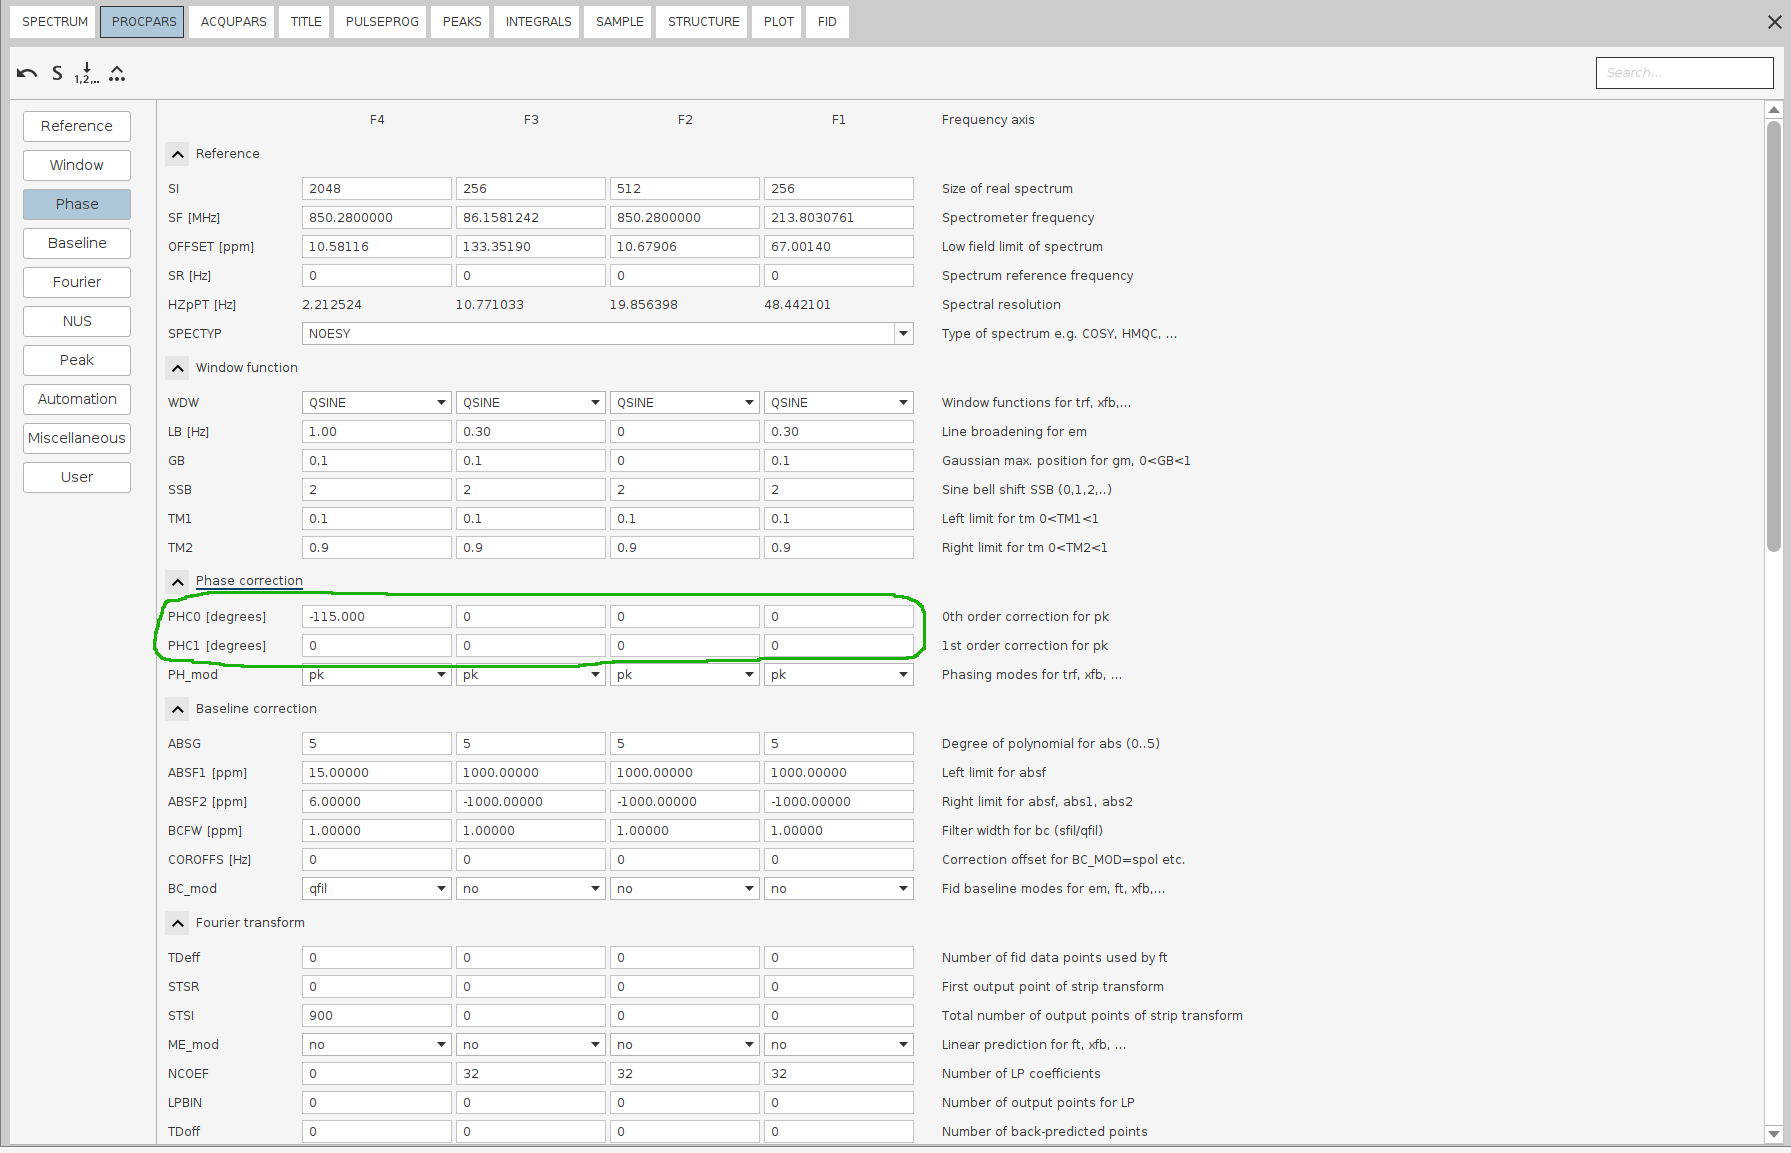 SPECTRUM PROCPARS ACQUPARS TITLE PULSEPROG PEAKS INTEGRALS SAMPLE STRUCTURE PLOT FID
S 1,2,... Search...
Reference
Window
Phase
Baseline
Fourier
NUS
Peak
Automation
Miscellaneous
User
F4 F3 F2 F1 Frequency axis
Reference
SI 2048 256 512 256 Size of real spectrum
SF [MHz] 850.2800000 86.1581242 850.2800000 213.8030761 Spectrometer frequency
OFFSET [ppm] 10.58116 133.35190 10.67906 67.00140 Low field limit of spectrum
SR [Hz] 0 0 0 0 Spectrum reference frequency
HZpPT [Hz] 2.212524 10.771033 19.856398 48.442101 Spectral resolution
SPECTYP NOESY Type of spectrum e.g. COSY, HMQC, ...
Window function
WDW QSINE QSINE QSINE QSINE Window functions for trf, xfb,...
LB [Hz] 1.00 0.30 0 0.30 Line broadening for em
GB 0.1 0.1 0 0.1 Gaussian max. position for gm, 0<GB<1
SSB 2 2 2 2 Sine bell shift SSB (0,1,2,..)
TM1 0.1 0.1 0.1 0.1 Left limit for tm 0<TM1<1
TM2 0.9 0.9 0.9 0.9 Right limit for tm 0<TM2<1
Phase correction
PHC0 [degrees] -115.000 0 0 0 0th order correction for pk
PHC1 [degrees] 0 0 0 0 1st order correction for pk
PH_mod pk pk pk pk Phasing modes for trf, xfb, ...
Baseline correction
ABSG 5 5 5 5 Degree of polynomial for abs (0..5)
ABSF1 [ppm] 15.00000 1000.00000 1000.00000 1000.00000 Left limit for absf
ABSF2 [ppm] 6.00000 -1000.00000 -1000.00000 -1000.00000 Right limit for absf, abs1, abs2
BCFW [ppm] 1.00000 1.00000 1.00000 1.00000 Filter width for bc (sfil/qfil)
COROFFS [Hz] 0 0 0 0 Correction offset for BC_MOD=spol etc.
BC_mod qfil no no no Fid baseline modes for em, ft, xfb,...
Fourier transform
TDeff 0 0 0 0 Number of fid data points used by ft
STSR 0 0 0 0 First output point of strip transform
STSI 900 0 0 0 Total number of output points of strip transform
ME_mod no no no no Linear prediction for ft, xfb, ...
NCOEF 0 32 32 32 Number of LP coefficients
LPBIN 0 0 0 0 Number of output points for LP
TDoff 0 0 0 0 Number of back-predicted points